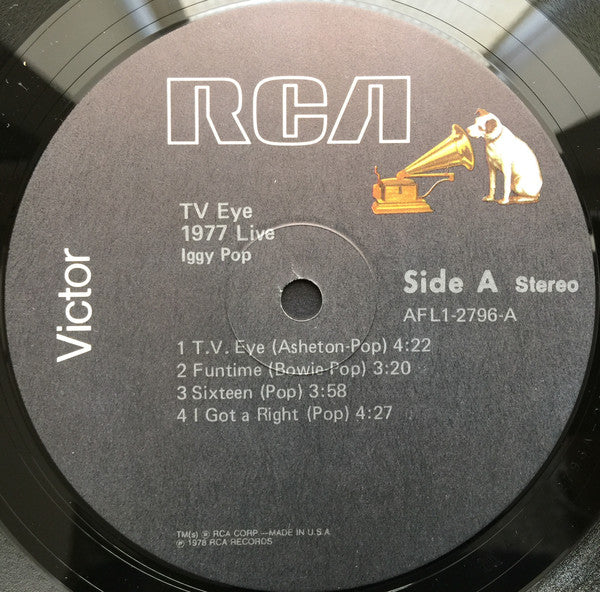 RCA
Victor
TV Eye
1977 Live
Iggy Pop
Side A Stereo
AFL1-2796-A
1 T.V. Eye (Asheton-Pop) 4:22
2 Funtime (Bowie-Pop) 3:20
3 Sixteen (Pop) 3:58
4 I Got a Right (Pop) 4:27
TM(s) ® RCA CORP.—MADE IN U.S.A.
℗ 1978 RCA RECORDS